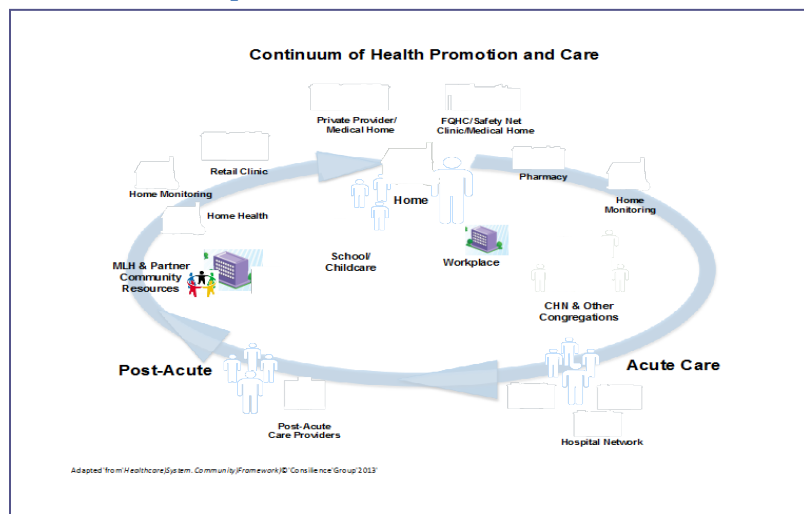 Continuum of Health Promotion and Care
Private Provider/
Medical Home
FQHC/Safety Net
Clinic/Medical Home
Retail Clinic
Pharmacy
Home Monitoring
Home
Home
Monitoring
Home Health
School/
Childcare
Workplace
MLH & Partner
Community
Resources
CHN & Other
Congregations
Post-Acute
Acute Care
Post-Acute
Care Providers
Hospital Network
Adapted'from'Healthcare)System. Community)Framework)©'Consilience'Group'2013'